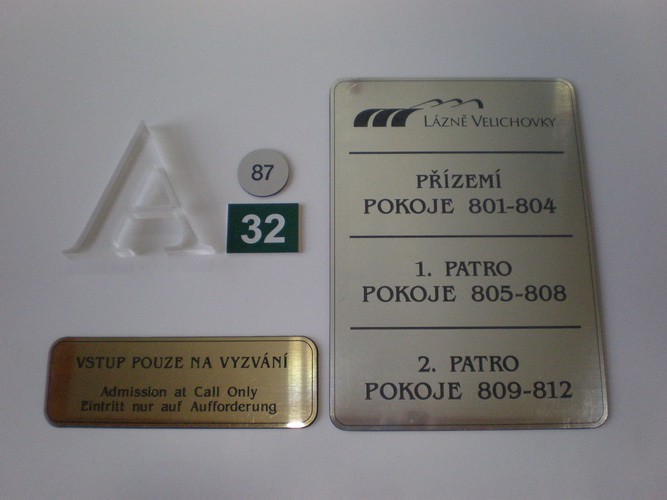 A
87
32
VSTUP POUZE NA VYZVÁNÍ
Admission at Call Only
Eintritt nur auf Aufforderung
LÁZNĚ VELICHOVKY
PŘÍZEMÍ
POKOJE 801-804
1. PATRO
POKOJE 805-808
2. PATRO
POKOJE 809-812